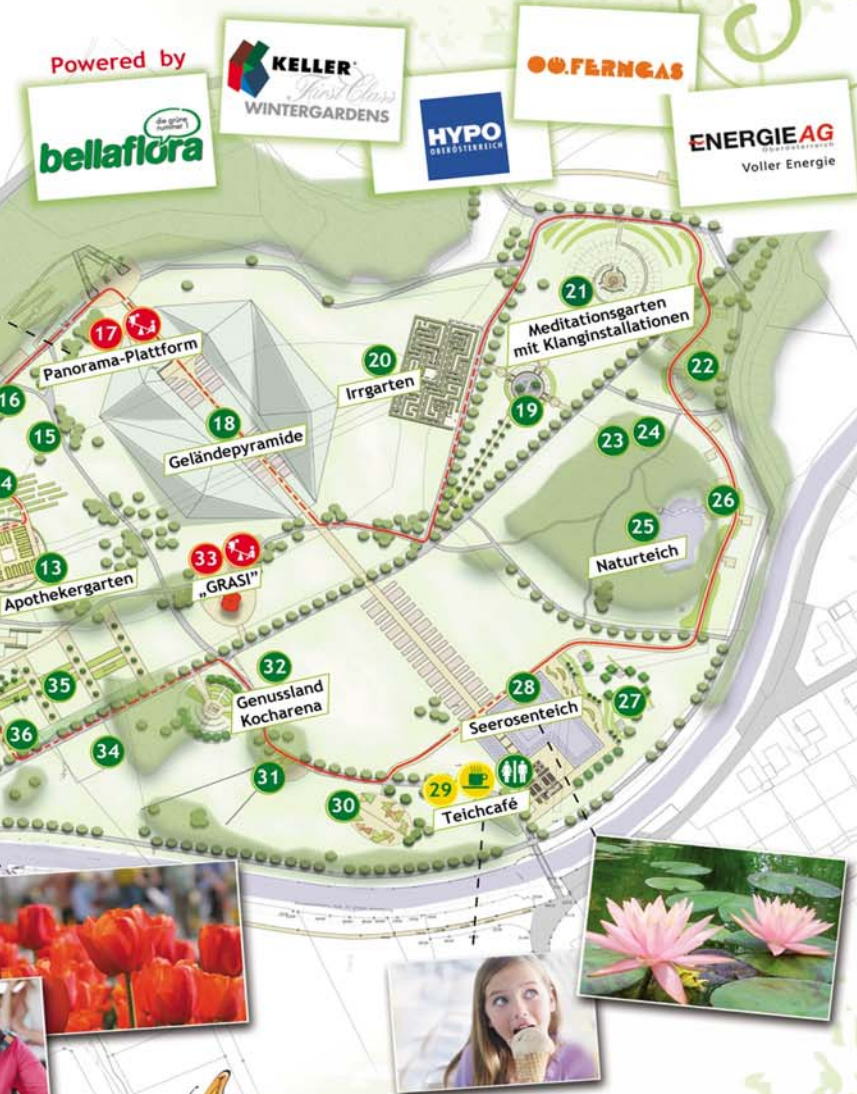 Powered by
die grüne
nummer 1
bellaflora
KELLER
First Class
WINTERGARDENS
HYPO
OBERÖSTERREICH
OÖ.FERNGAS
ENERGIE AG
Oberösterreich
Voller Energie
17
Panorama-Plattform
16
15
4
13
Apothekergarten
18
Geländepyramide
20
Irrgarten
21
Meditationsgarten
mit Klanginstallationen
19
22
23
24
25
Naturteich
26
33
„GRASI”
32
Genussland
Kocharena
35
36
34
31
30
29
Teichcafé
28
Seerosenteich
27